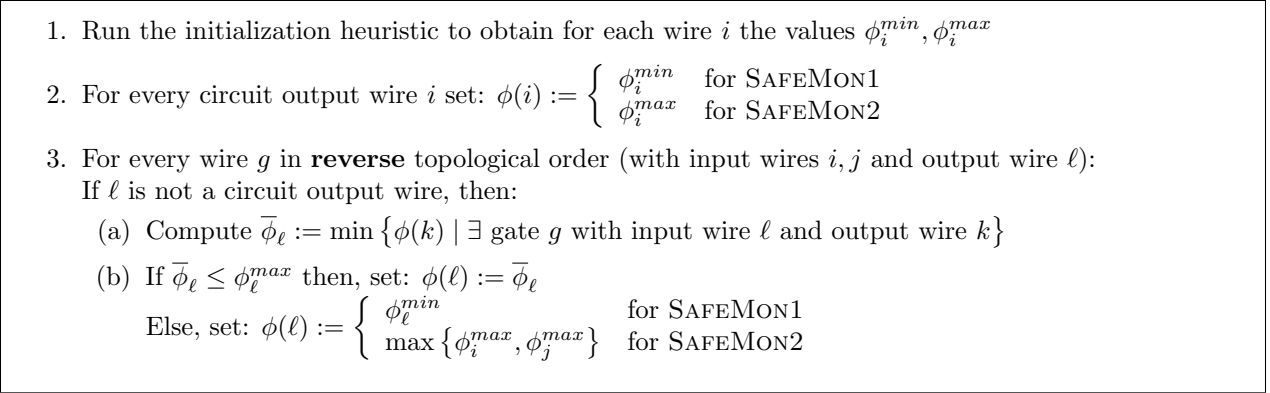 1. Run the initialization heuristic to obtain for each wire i the values ϕ_i^{min}, ϕ_i^{max}
2. For every circuit output wire i set: ϕ(i) := { ϕ_i^{min} for SAFEMON1
ϕ_i^{max} for SAFEMON2
3. For every wire g in reverse topological order (with input wires i, j and output wire ℓ):
If ℓ is not a circuit output wire, then:
(a) Compute \overline{ϕ}_ℓ := min {ϕ(k) | ∃ gate g with input wire ℓ and output wire k}
(b) If \overline{ϕ}_ℓ ≤ ϕ_ℓ^{max} then, set: ϕ(ℓ) := \overline{ϕ}_ℓ
Else, set: ϕ(ℓ) := { ϕ_ℓ^{min} for SAFEMON1
max {ϕ_i^{max}, ϕ_j^{max}} for SAFEMON2